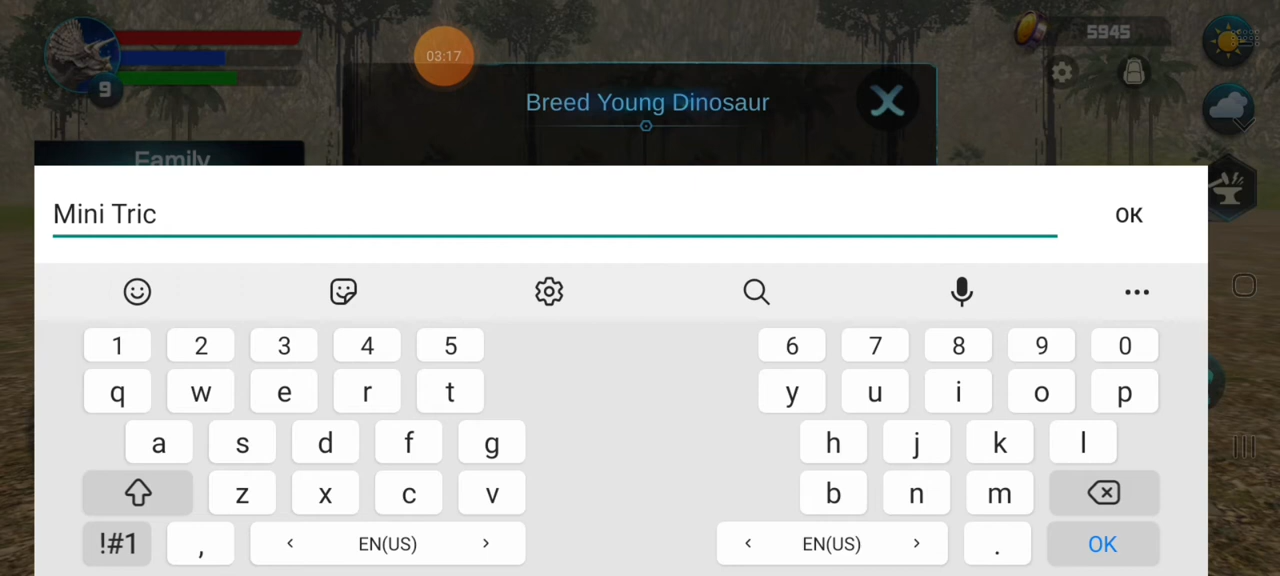 03:17
5945
9
Breed Young Dinosaur
Family
Mini Tric
OK
1 2 3 4 5 6 7 8 9 0
q w e r t y u i o p
a s d f g h j k l
z x c v b n m
!#1 , < EN(US) > < EN(US) > . OK